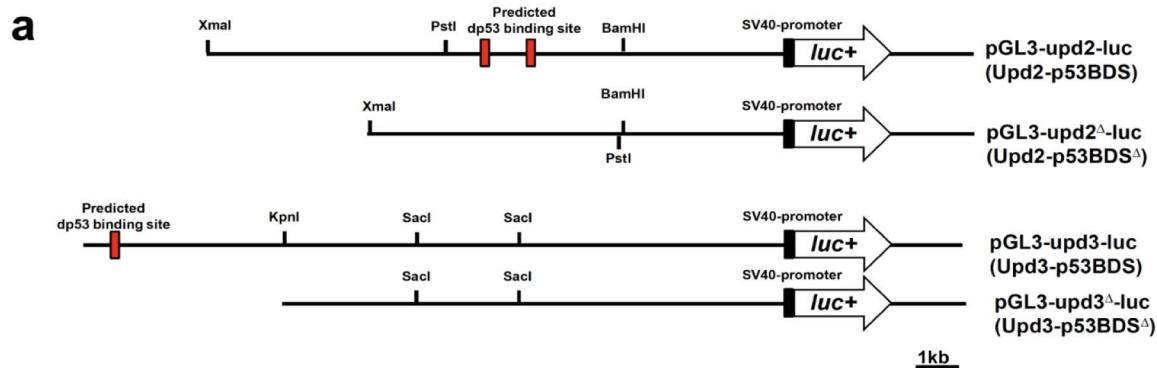 a
XmaI
PstI
Predicted
dp53 binding site
BamHI
SV40-promoter
luc+
pGL3-upd2-luc
(Upd2-p53BDS)
XmaI
BamHI
PstI
SV40-promoter
luc+
pGL3-upd2Δ-luc
(Upd2-p53BDSΔ)
Predicted
dp53 binding site
KpnI
SacI
SacI
SV40-promoter
luc+
pGL3-upd3-luc
(Upd3-p53BDS)
SacI
SacI
SV40-promoter
luc+
pGL3-upd3Δ-luc
(Upd3-p53BDSΔ)
1kb